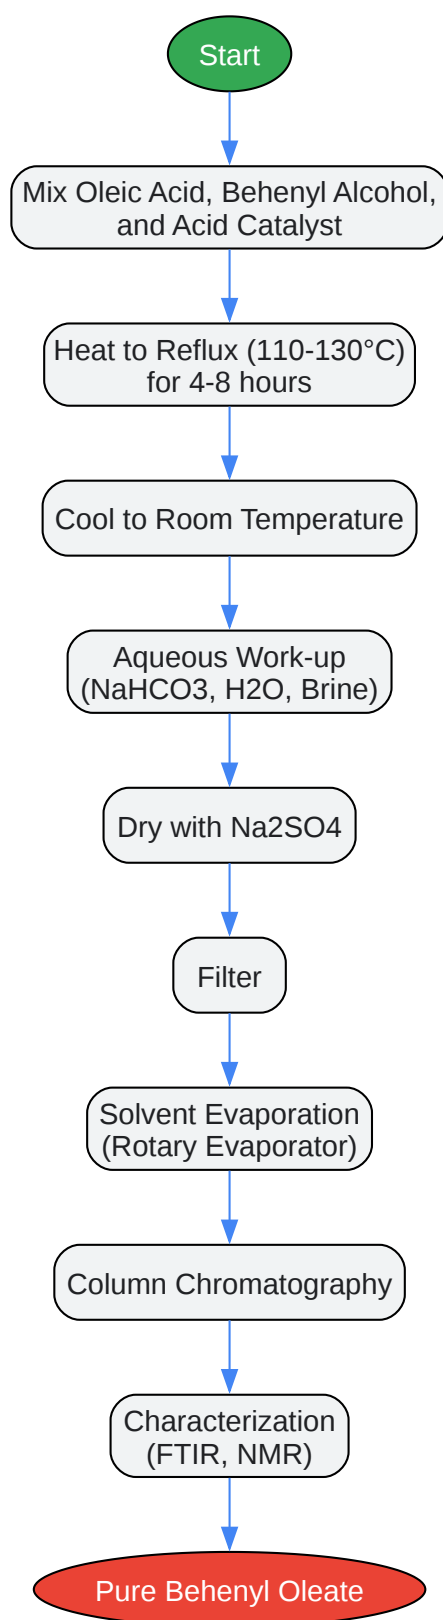 Start
Mix Oleic Acid, Behenyl Alcohol,
and Acid Catalyst
Heat to Reflux (110-130°C)
for 4-8 hours
Cool to Room Temperature
Aqueous Work-up
(NaHCO3, H2O, Brine)
Dry with Na2SO4
Filter
Solvent Evaporation
(Rotary Evaporator)
Column Chromatography
Characterization
(FTIR, NMR)
Pure Behenyl Oleate